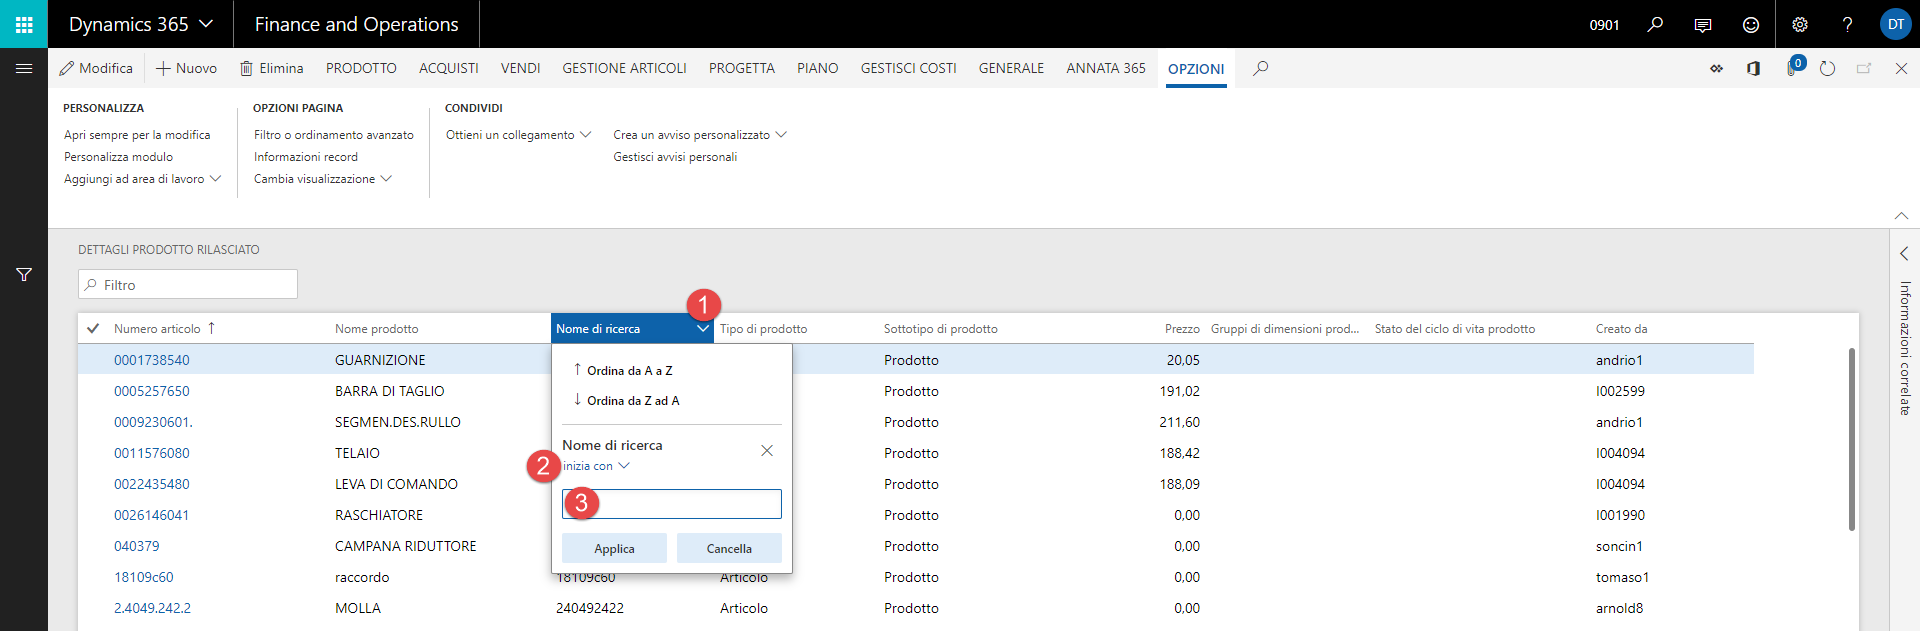 Dynamics 365 Finance and Operations 0901 ? DT
Modifica Nuovo Elimina PRODOTTO ACQUISTI VENDI GESTIONE ARTICOLI PROGETTA PIANO GESTISCI COSTI GENERALE ANNATA 365 OPZIONI 0
PERSONALIZZA OPZIONI PAGINA CONDIVIDI
Apri sempre per la modifica Filtro o ordinamento avanzato Ottieni un collegamento Crea un avviso personalizzato
Personalizza modulo Informazioni record Gestisci avvisi personali
Aggiungi ad area di lavoro Cambia visualizzazione
DETTAGLI PRODOTTO RILASCIATO
Filtro
1
Numero articolo ↑ Nome prodotto Nome di ricerca Tipo di prodotto Sottotipo di prodotto Prezzo Gruppi di dimensioni prod... Stato del ciclo di vita prodotto Creato da
0001738540 GUARNIZIONE Prodotto 20,05 andrio1
0005257650 BARRA DI TAGLIO Prodotto 191,02 I002599
0009230601. SEGMEN.DES.RULLO Prodotto 211,60 andrio1
0011576080 TELAIO Prodotto 188,42 I004094
0022435480 LEVA DI COMANDO Prodotto 188,09 I004094
0026146041 RASCHIATORE Prodotto 0,00 I001990
040379 CAMPANA RIDUTTORE Prodotto 0,00 soncin1
18109c60 raccordo 18109c60 Articolo Prodotto 0,00 tomaso1
2.4049.242.2 MOLLA 240492422 Articolo Prodotto 0,00 arnold8
↑ Ordina da A a Z
↓ Ordina da Z ad A
Nome di ricerca
2 inizia con
3
Applica Cancella
Informazioni correlate